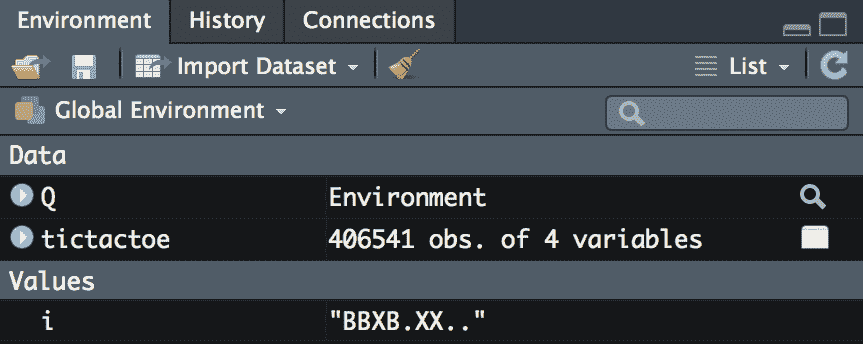 Environment History Connections
Import Dataset List
Global Environment
Data
Q Environment
tictactoe 406541 obs. of 4 variables
Values
i "BBXB.XX.."